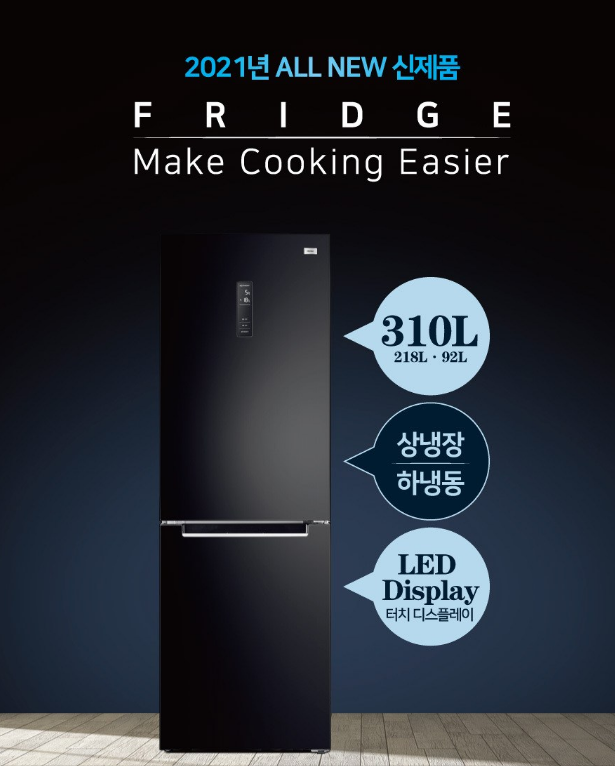 2021년 ALL NEW 신제품
FRIDGE
Make Cooking Easier
310L
218L · 92L
상냉장
하냉동
LED
Display
터치 디스플레이